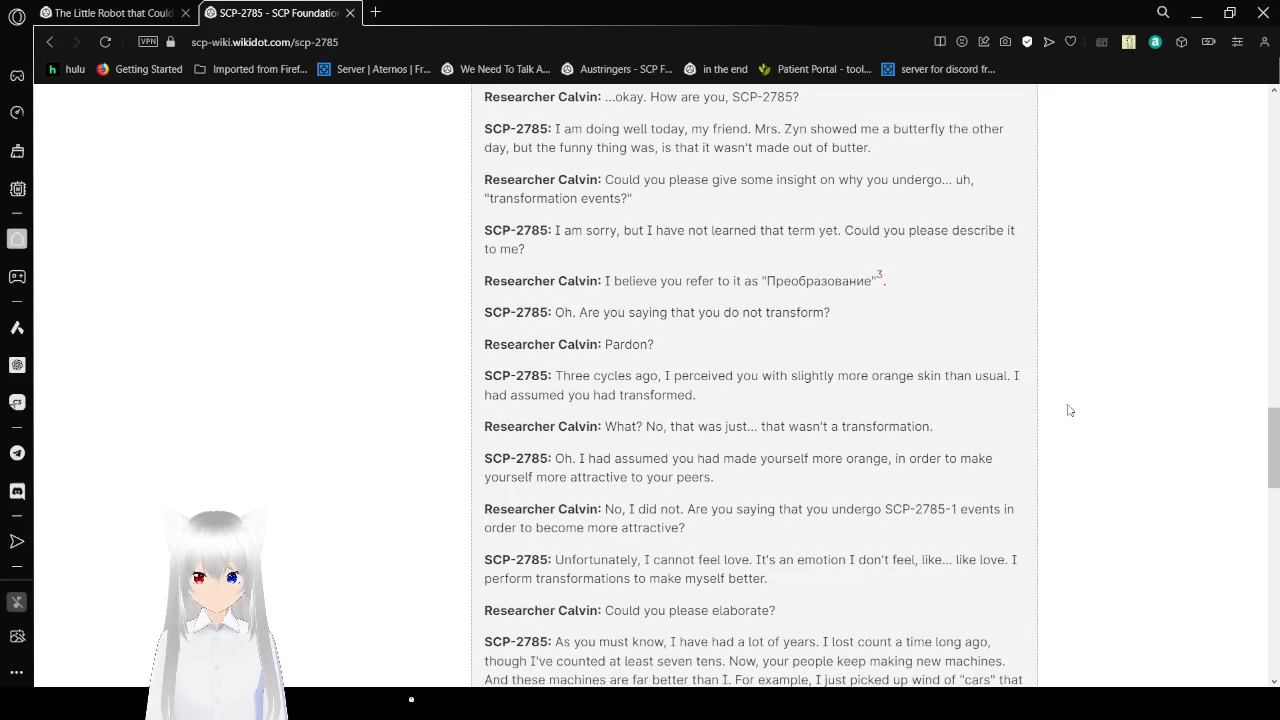 The Little Robot that Could
SCP-2785 - SCP Foundation
VPN
scp-wiki.wikidot.com/scp-2785
hulu
Getting Started
Imported from Firef...
Server | Aternos | Fr...
We Need To Talk A...
Austringers - SCP F...
in the end
Patient Portal - tool...
server for discord fr...
Researcher Calvin: ...okay. How are you, SCP-2785?
SCP-2785: I am doing well today, my friend. Mrs. Zyn showed me a butterfly the other
day, but the funny thing was, is that it wasn't made out of butter.
Researcher Calvin: Could you please give some insight on why you undergo... uh,
"transformation events?"
SCP-2785: I am sorry, but I have not learned that term yet. Could you please describe it
to me?
Researcher Calvin: I believe you refer to it as "Преобразование"3.
SCP-2785: Oh. Are you saying that you do not transform?
Researcher Calvin: Pardon?
SCP-2785: Three cycles ago, I perceived you with slightly more orange skin than usual. I
had assumed you had transformed.
Researcher Calvin: What? No, that was just... that wasn't a transformation.
SCP-2785: Oh. I had assumed you had made yourself more orange, in order to make
yourself more attractive to your peers.
Researcher Calvin: No, I did not. Are you saying that you undergo SCP-2785-1 events in
order to become more attractive?
SCP-2785: Unfortunately, I cannot feel love. It's an emotion I don't feel, like... like love. I
perform transformations to make myself better.
Researcher Calvin: Could you please elaborate?
SCP-2785: As you must know, I have had a lot of years. I lost count a time long ago,
though I've counted at least seven tens. Now, your people keep making new machines.
And these machines are far better than I. For example, I just picked up wind of "cars" that